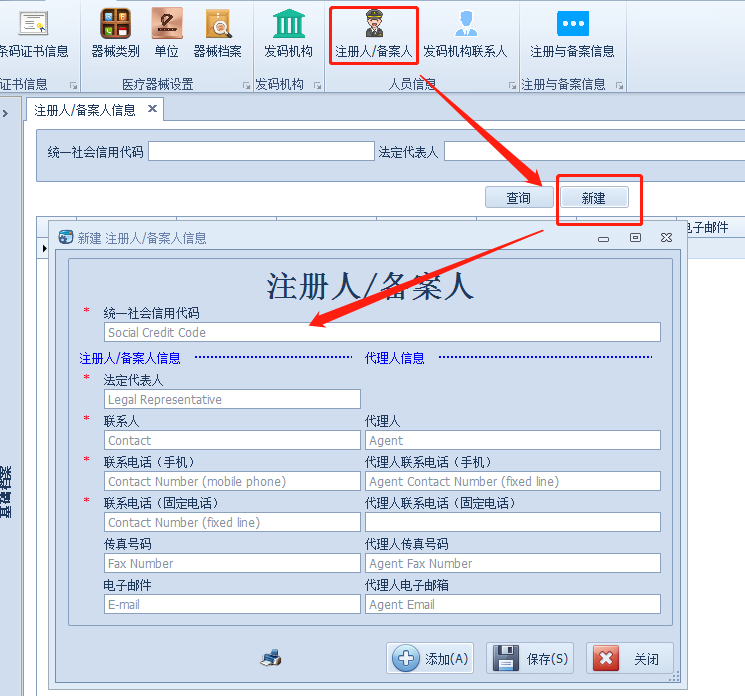 条码证书信息 器械类别 单位 器械档案 发码机构 注册人/备案人 发码机构联系人 注册与备案信息
证书信息 医疗器械设置 发码机构 人员信息 注册与备案信息
注册人/备案人信息
统一社会信用代码 法定代表人
查询 新建
电子邮件
新建 注册人/备案人信息
注册人/备案人
* 统一社会信用代码
Social Credit Code
注册人/备案人信息 代理人信息
* 法定代表人
Legal Representative
* 联系人 代理人
Contact Agent
* 联系电话（手机） 代理人联系电话（手机）
Contact Number (mobile phone) Agent Contact Number (fixed line)
* 联系电话（固定电话） 代理人联系电话（固定电话）
Contact Number (fixed line)
传真号码 代理人传真号码
Fax Number Agent Fax Number
电子邮件 代理人电子邮箱
E-mail Agent Email
添加(A) 保存(S) 关闭
基础档案